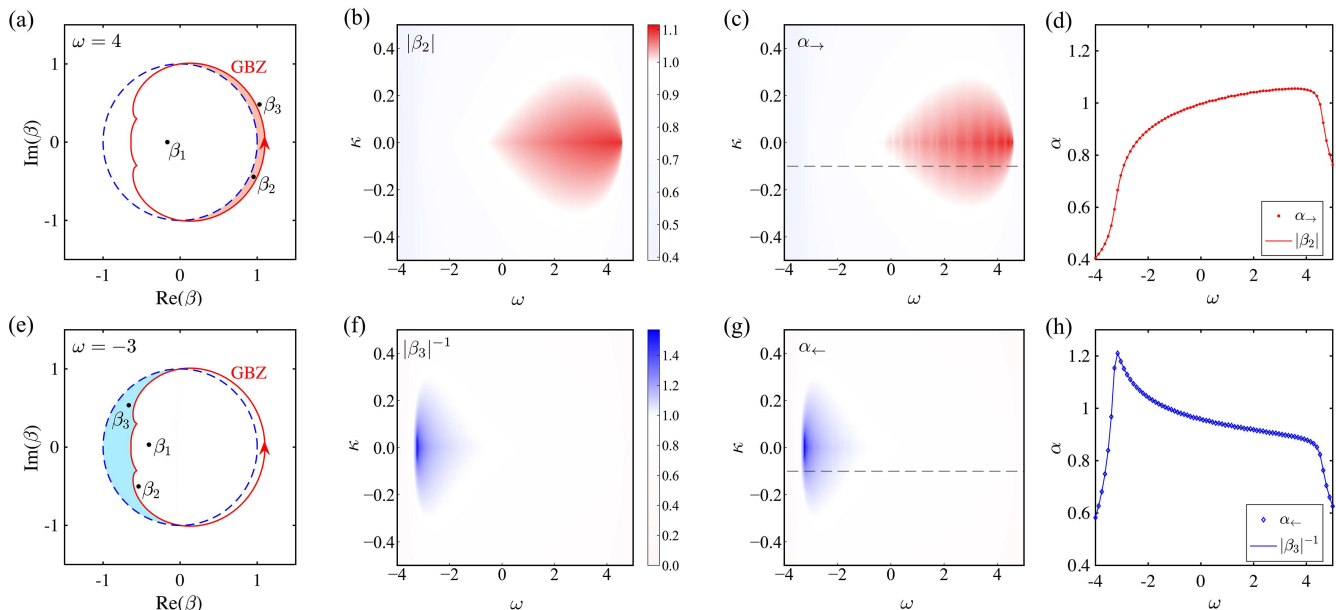 (a)
ω = 4
GBZ
β₃
β₁
β₂
Im(β)
1
0
-1
-1
0
1
Re(β)
(b)
|β₂|
κ
0.4
0.2
0.0
−0.2
−0.4
−4
−2
0
2
4
ω
1.1
1.0
0.9
0.8
0.7
0.6
0.5
0.4
(c)
α→
κ
0.4
0.2
0.0
−0.2
−0.4
−4
−2
0
2
4
ω
(d)
α
1.2
1
0.8
0.6
0.4
-4
-2
0
2
4
ω
α→
|β₂|
(e)
ω = −3
GBZ
β₃
β₁
β₂
Im(β)
1
0
-1
-1
0
1
Re(β)
(f)
|β₃|⁻¹
κ
0.4
0.2
0.0
−0.2
−0.4
−4
−2
0
2
4
ω
1.4
1.2
1.0
0.8
0.6
0.4
0.2
0.0
(g)
α←
κ
0.4
0.2
0.0
−0.2
−0.4
−4
−2
0
2
4
ω
(h)
α
1.2
1
0.8
0.6
0.4
-4
-2
0
2
4
ω
α←
|β₃|⁻¹